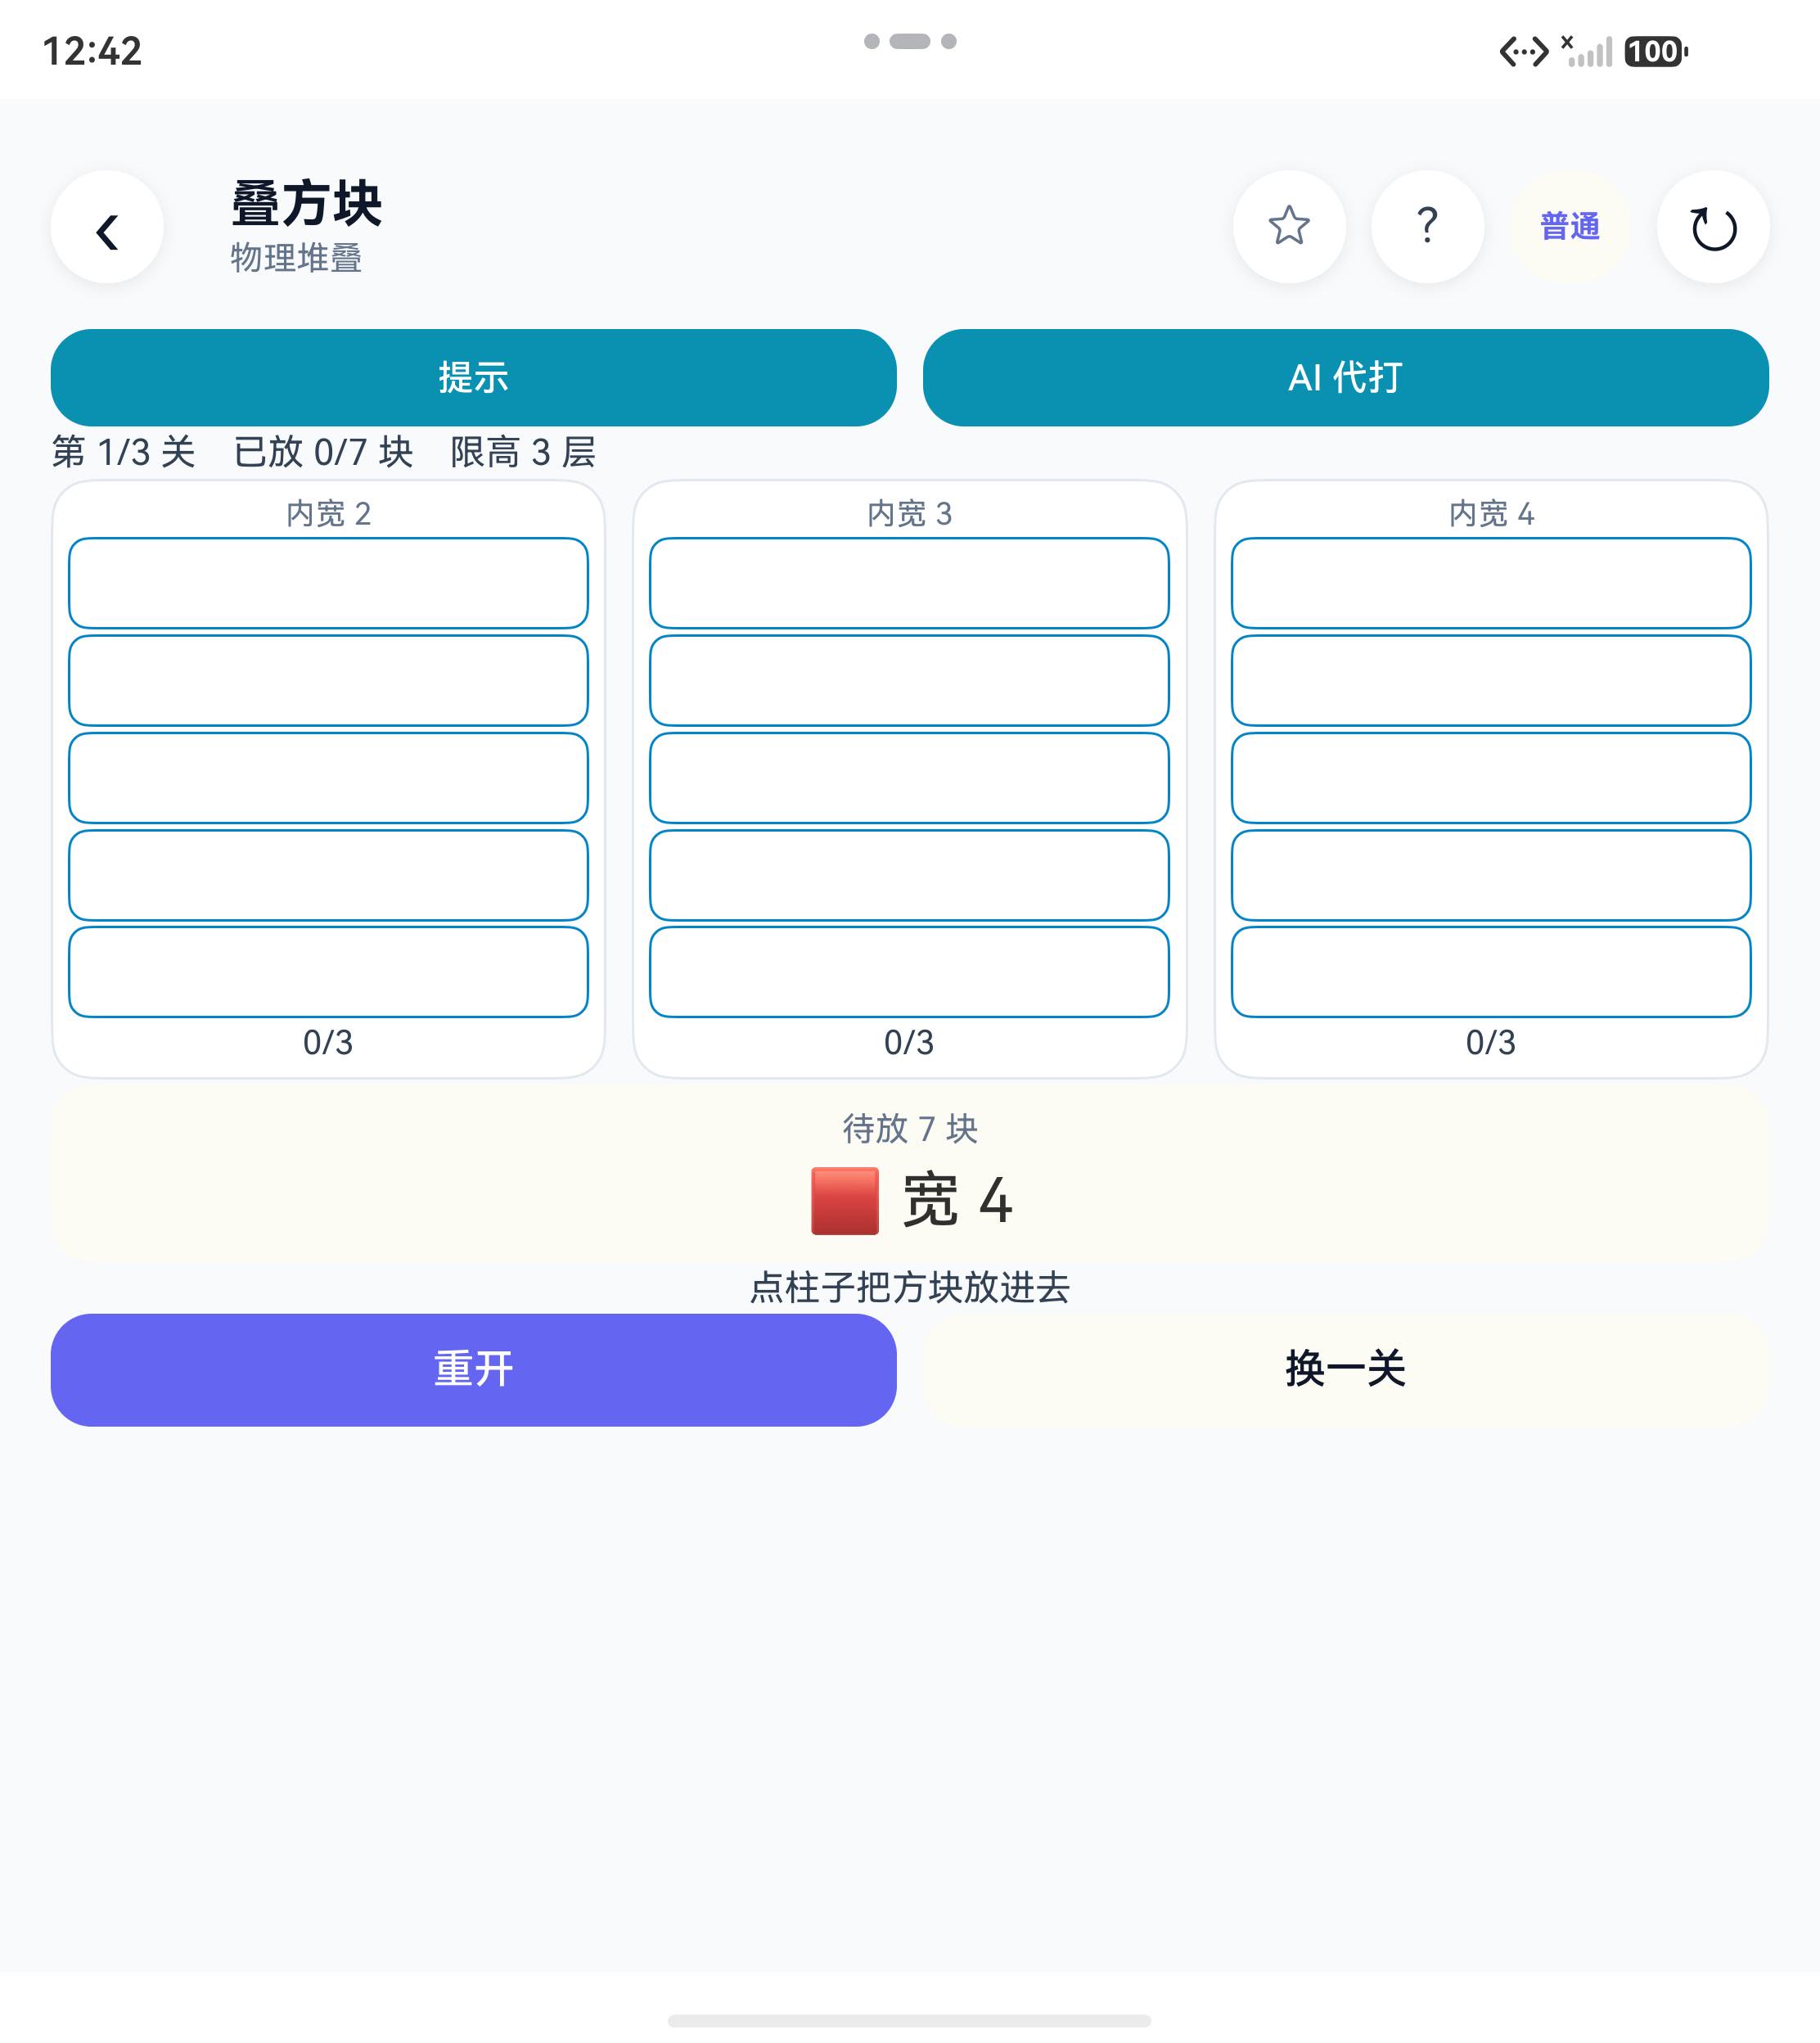 12:42
100
叠方块
物理堆叠
?
普通
提示
AI 代打
第 1/3 关 已放 0/7 块 限高 3 层
内宽 2
内宽 3
内宽 4
0/3
0/3
0/3
待放 7 块
宽 4
点柱子把方块放进去
重开
换一关